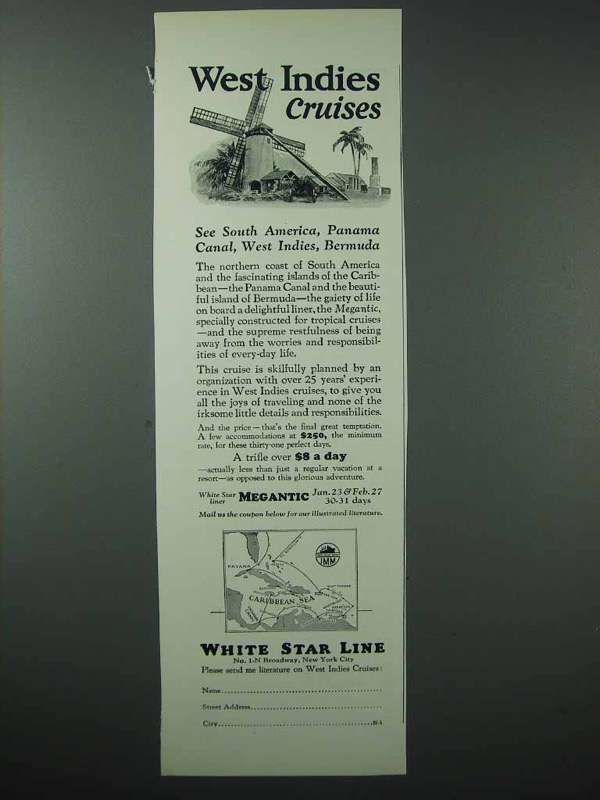 West Indies
Cruises
See South America, Panama
Canal, West Indies, Bermuda
The northern coast of South America
and the fascinating islands of the Carib-
bean—the Panama Canal and the beauti-
ful island of Bermuda—the gaiety of life
on board a delightful liner, the Megantic,
specially constructed for tropical cruises
—and the supreme restfulness of being
away from the worries and responsibil-
ities of every-day life.
This cruise is skilfully planned by an
organization with over 25 years' experi-
ence in West Indies cruises, to give you
all the joys of traveling and none of the
irksome little details and responsibilities.
And the price—that's the final great temptation.
A few accommodations at $250, the minimum
rate, for these thirty-one perfect days.
A trifle over $8 a day
—actually less than just a regular vacation at a
resort—as opposed to this glorious adventure.
White Star liner MEGANTIC Jan. 23 & Feb. 27
30-31 days
Mail us the coupon below for our illustrated literature.
HAVANA
CARIBBEAN SEA
IMM
WHITE STAR LINE
No. 1-N Broadway, New York City
Please send me literature on West Indies Cruises:
Name
Street Address
City